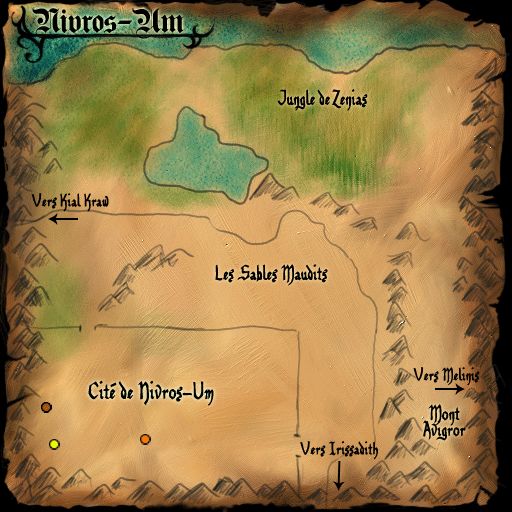 Nivros-Um
Jungle de Zenias
Vers Kial Kraw
Les Sables Maudits
Vers Melinis
Cité de Nivros-Um
Mont
Avigror
Vers Irissadith